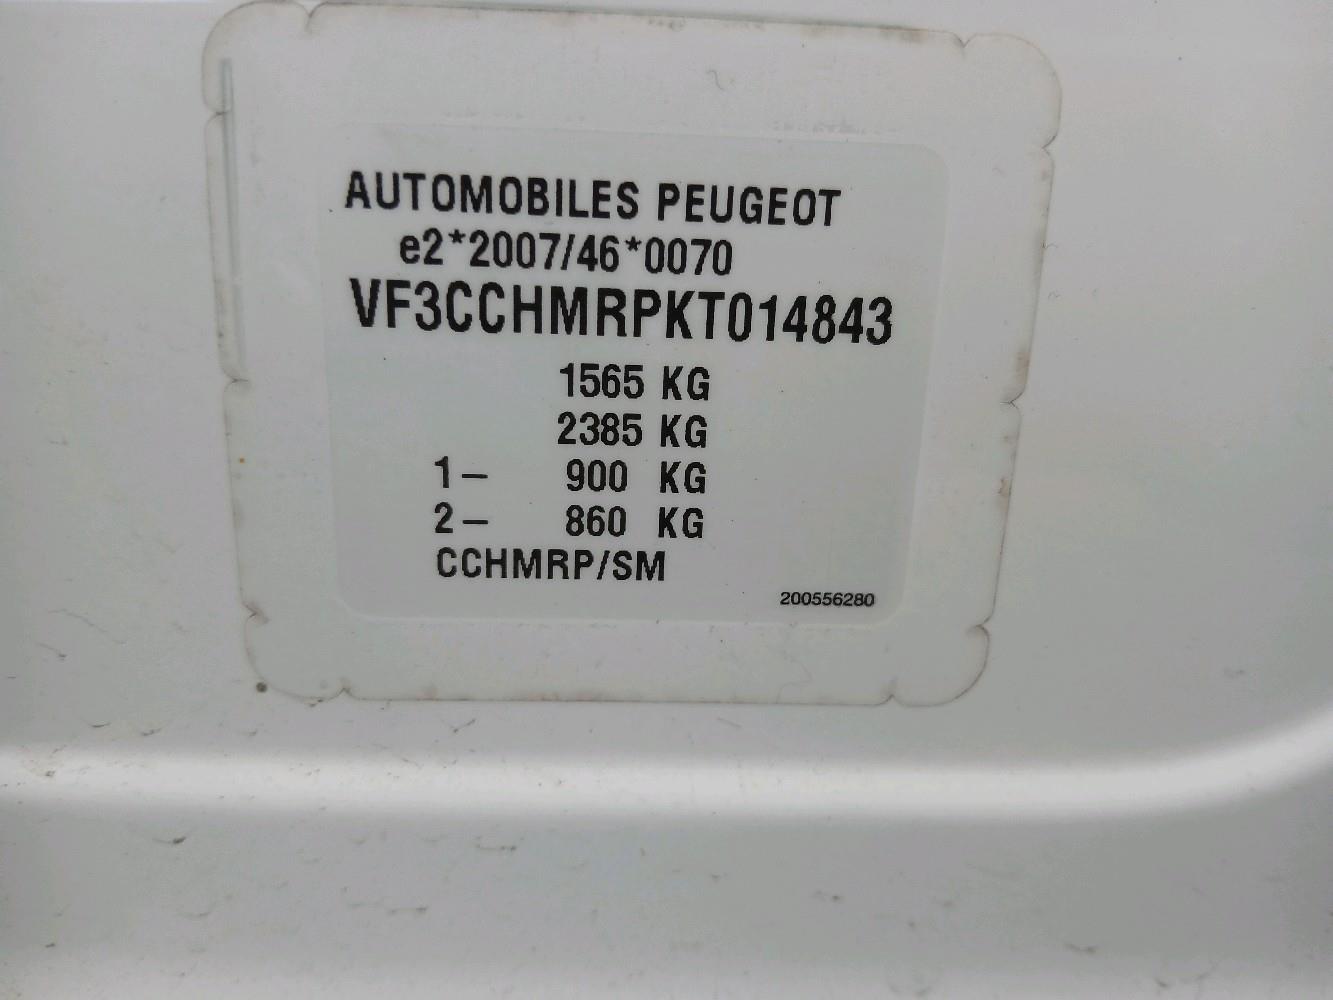 AUTOMOBILES PEUGEOT
e2*2007/46*0070
VF3CCHMRPKT014843
1565 KG
2385 KG
1- 900 KG
2- 860 KG
CCHMRP/SM
200556280